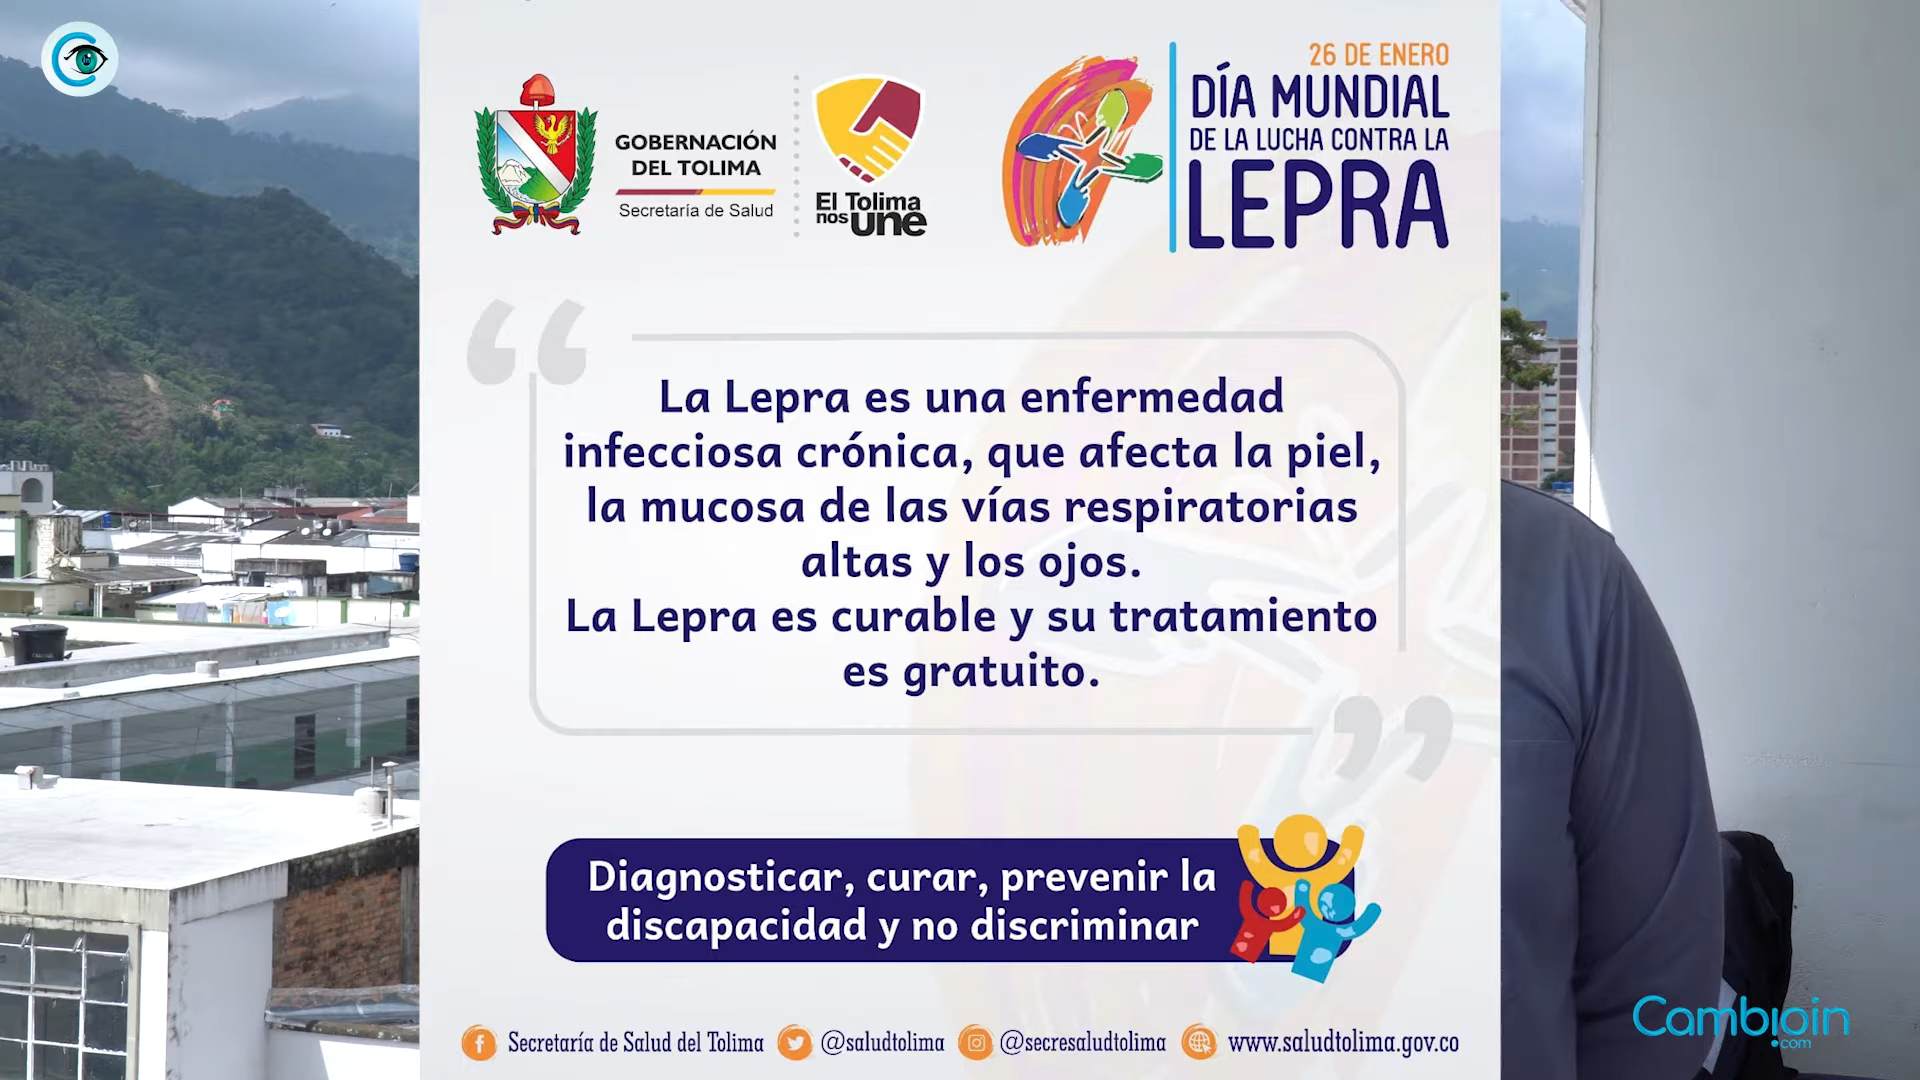 26 DE ENERO
DÍA MUNDIAL
DE LA LUCHA CONTRA LA
LEPRA
GOBERNACIÓN
DEL TOLIMA
Secretaría de Salud
El Tolima
nos une
La Lepra es una enfermedad
infecciosa crónica, que afecta la piel,
la mucosa de las vías respiratorias
altas y los ojos.
La Lepra es curable y su tratamiento
es gratuito.
Diagnosticar, curar, prevenir la
discapacidad y no discriminar
Secretaría de Salud del Tolima @saludtolima @secresaludtolima www.saludtolima.gov.co
Cambioin
.com